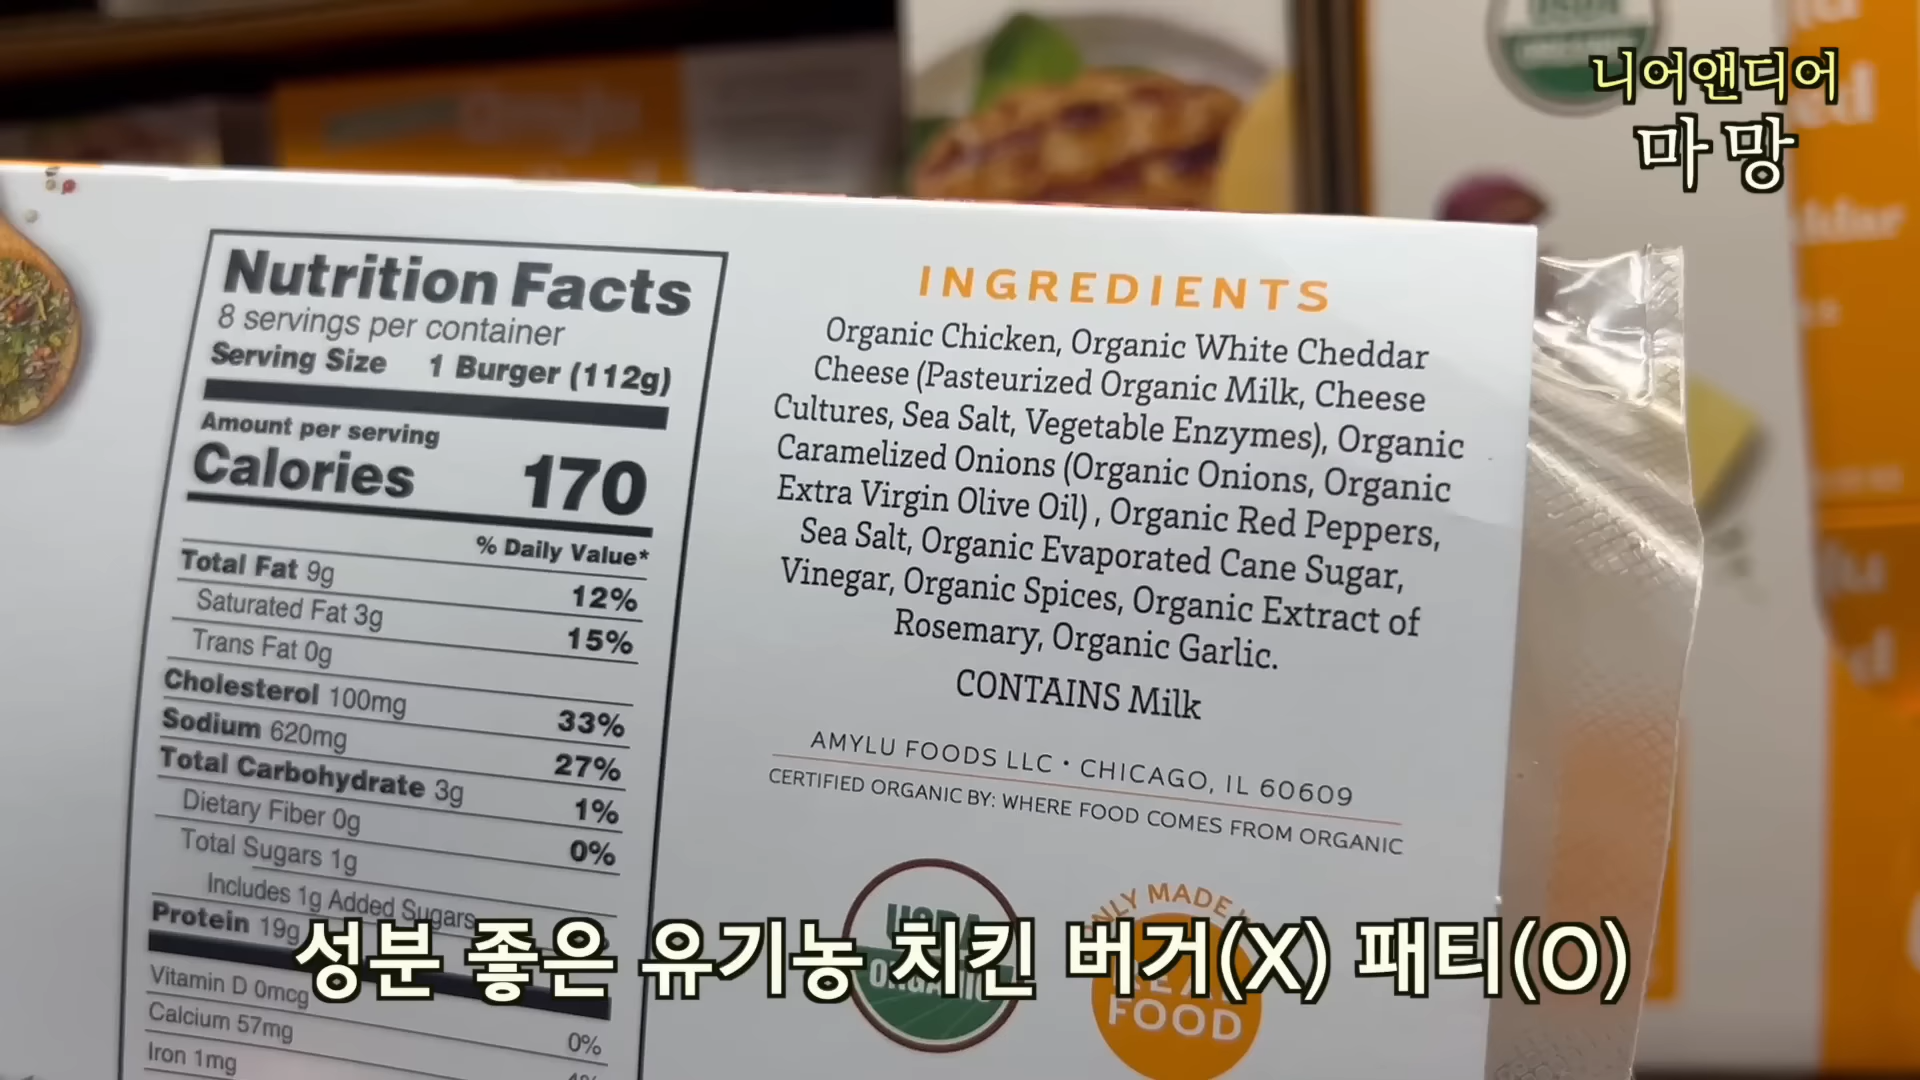 니어앤디어
마망
Nutrition Facts
8 servings per container
Serving Size 1 Burger (112g)
Amount per serving
Calories 170
% Daily Value*
Total Fat 9g 12%
Saturated Fat 3g 15%
Trans Fat 0g
Cholesterol 100mg 33%
Sodium 620mg 27%
Total Carbohydrate 3g 1%
Dietary Fiber 0g 0%
Total Sugars 1g
Includes 1g Added Sugars
Protein 19g
Vitamin D 0mcg 0%
Calcium 57mg
Iron 1mg
INGREDIENTS
Organic Chicken, Organic White Cheddar
Cheese (Pasteurized Organic Milk, Cheese
Cultures, Sea Salt, Vegetable Enzymes), Organic
Caramelized Onions (Organic Onions, Organic
Extra Virgin Olive Oil) , Organic Red Peppers,
Sea Salt, Organic Evaporated Cane Sugar,
Vinegar, Organic Spices, Organic Extract of
Rosemary, Organic Garlic.
CONTAINS Milk
AMYLU FOODS LLC • CHICAGO, IL 60609
CERTIFIED ORGANIC BY: WHERE FOOD COMES FROM ORGANIC
USDA
ORGANIC
MADE
FOOD
성분 좋은 유기농 치킨 버거(X) 패티(O)